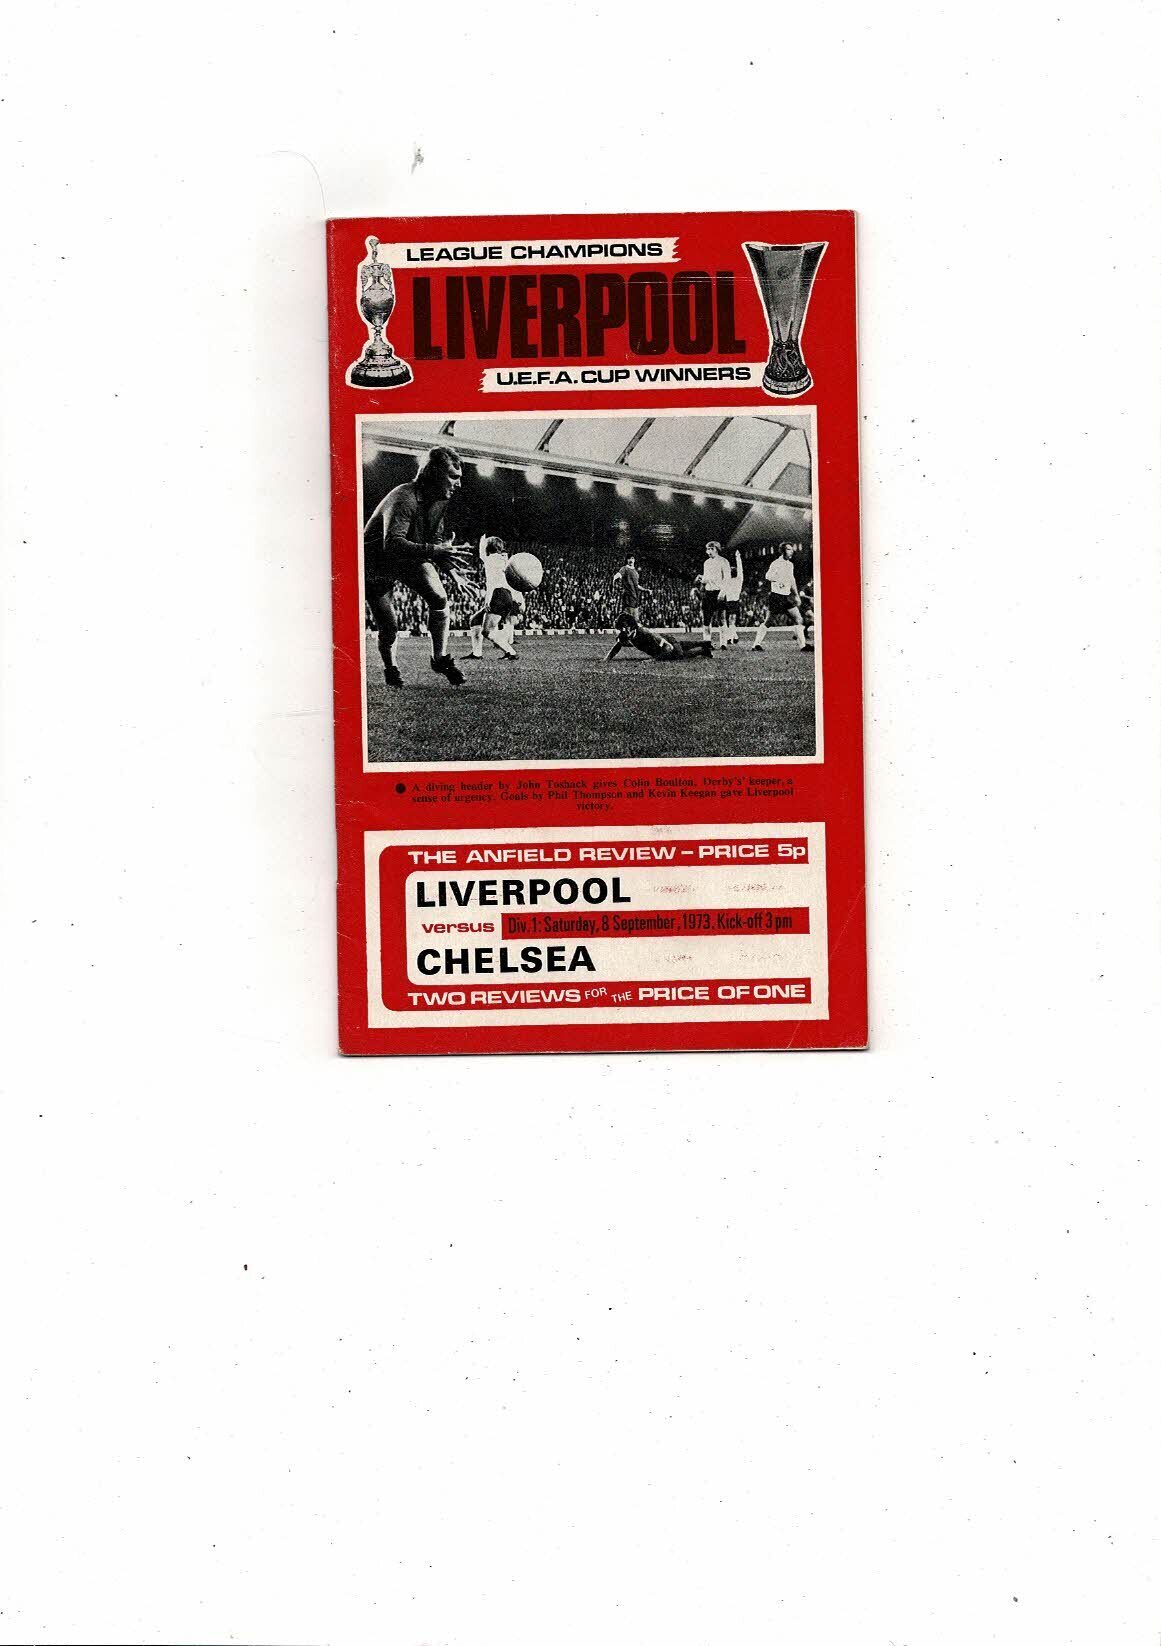 LEAGUE CHAMPIONS
LIVERPOOL
U.E.F.A. CUP WINNERS
● A diving header by John Toshack gives Colin Boulton, Derby's' keeper, a
sense of urgency. Goals by Phil Thompson and Kevin Keegan gave Liverpool
victory.
THE ANFIELD REVIEW – PRICE 5p
LIVERPOOL
versus Div. 1: Saturday, 8 September, 1973. Kick-off 3 pm
CHELSEA
TWO REVIEWS FOR THE PRICE OF ONE